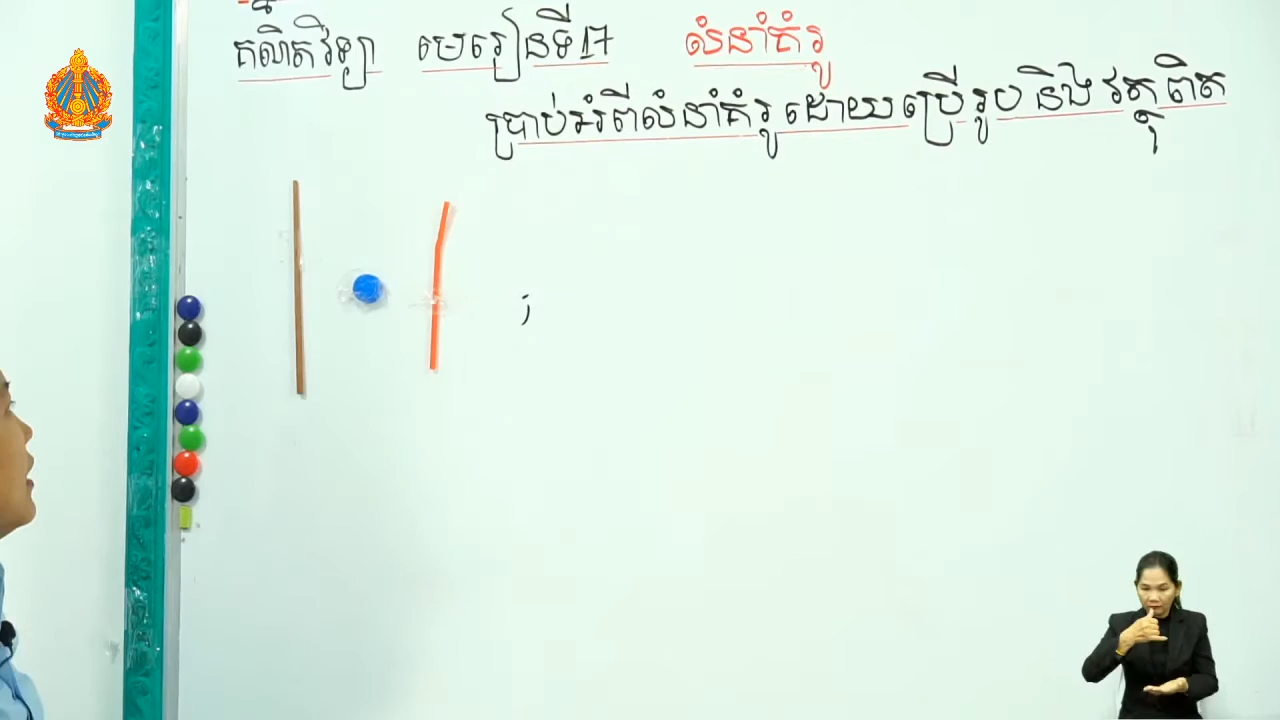 គណិតវិទ្យា មេរៀនទី17 លំនាំគំរូ
ប្រាប់អំពីលំនាំគំរូ ដោយប្រើរូប និង វត្ថុពិត
;